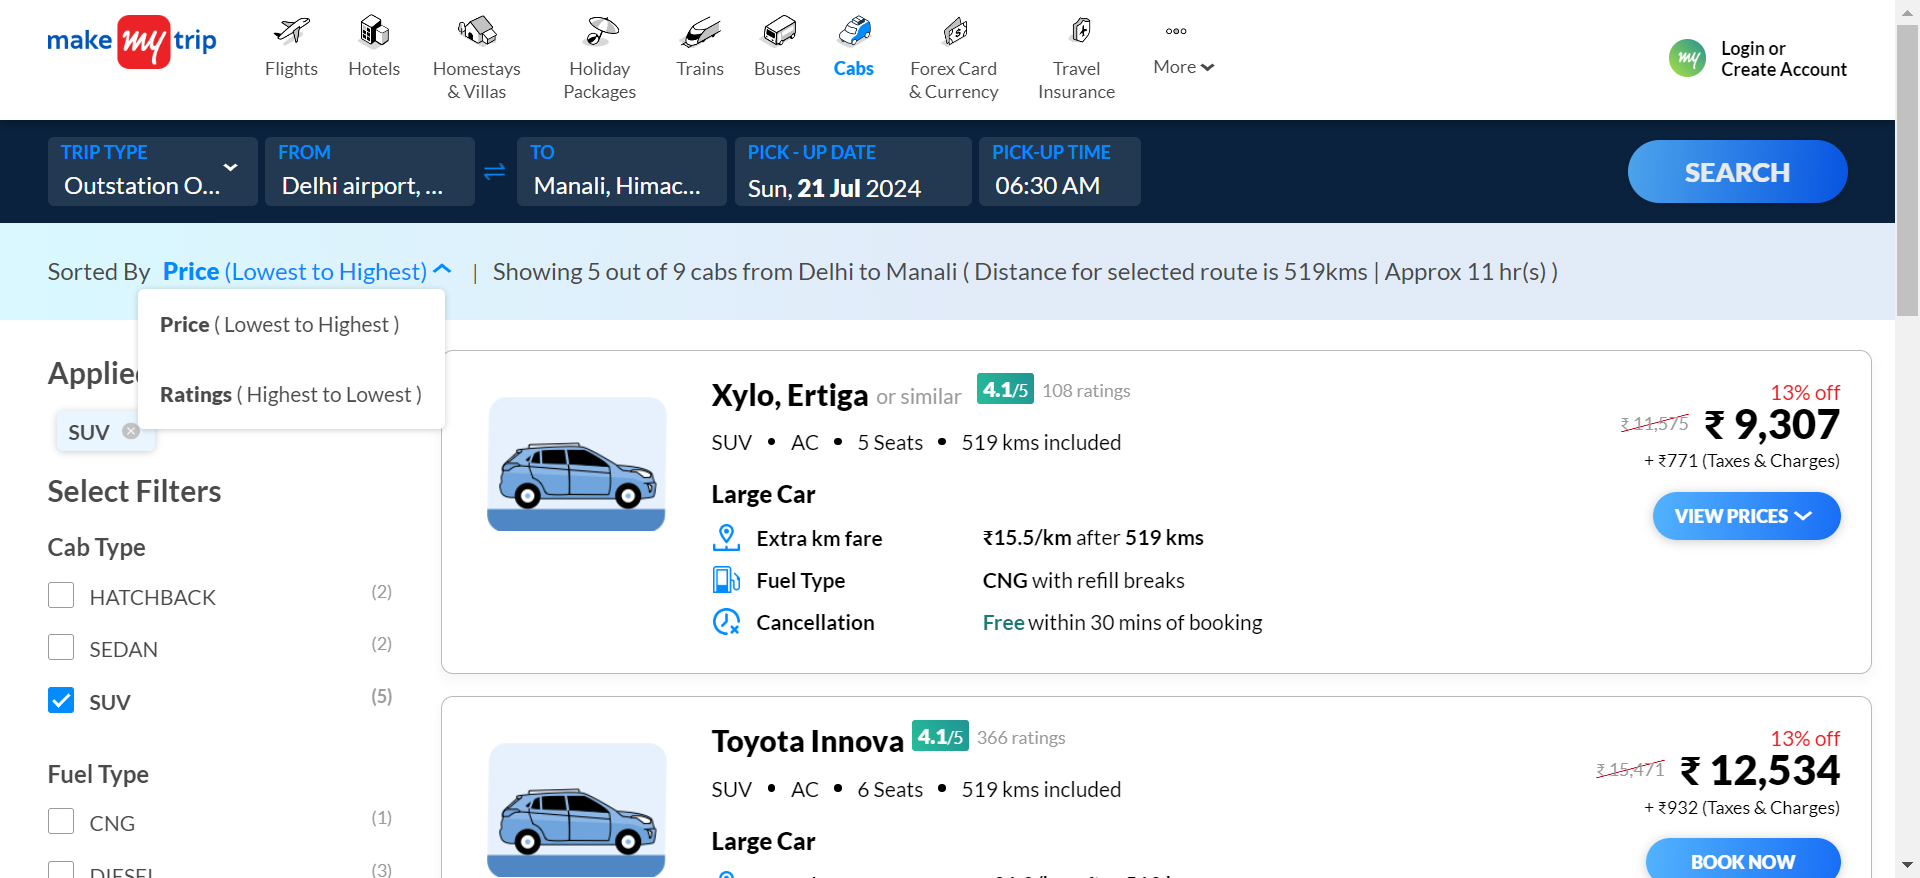 make my trip
Flights
Hotels
Homestays
& Villas
Holiday
Packages
Trains
Buses
Cabs
Forex Card
& Currency
Travel
Insurance
More
my
Login or
Create Account
TRIP TYPE
Outstation O...
FROM
Delhi airport, ...
TO
Manali, Himac...
PICK - UP DATE
Sun, 21 Jul 2024
PICK-UP TIME
06:30 AM
SEARCH
Sorted By Price (Lowest to Highest) | Showing 5 out of 9 cabs from Delhi to Manali ( Distance for selected route is 519kms | Approx 11 hr(s) )
Price ( Lowest to Highest )
Ratings ( Highest to Lowest )
Applie
SUV
Select Filters
Cab Type
HATCHBACK (2)
SEDAN (2)
SUV (5)
Fuel Type
CNG (1)
DIESEL (3)
Xylo, Ertiga or similar 4.1/5 108 ratings
SUV • AC • 5 Seats • 519 kms included
Large Car
Extra km fare ₹15.5/km after 519 kms
Fuel Type CNG with refill breaks
Cancellation Free within 30 mins of booking
13% off
₹ 11,575 ₹ 9,307
+ ₹771 (Taxes & Charges)
VIEW PRICES
Toyota Innova 4.1/5 366 ratings
SUV • AC • 6 Seats • 519 kms included
Large Car
13% off
₹ 15,471 ₹ 12,534
+ ₹932 (Taxes & Charges)
BOOK NOW